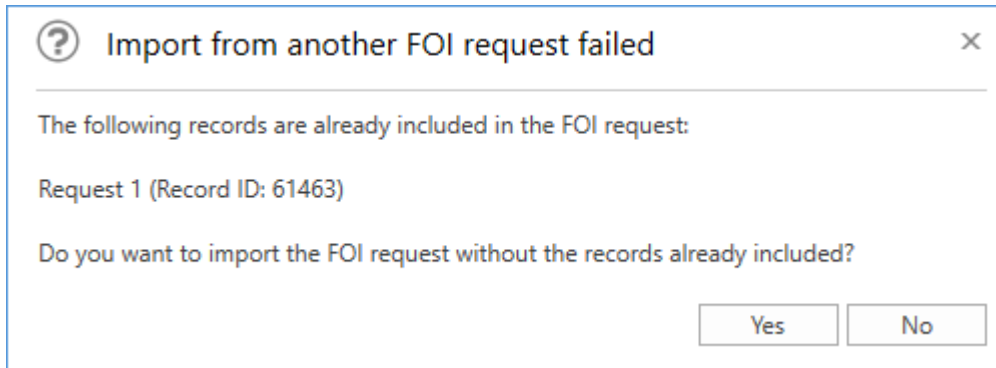 Import from another FOI request failed
The following records are already included in the FOI request:
Request 1 (Record ID: 61463)
Do you want to import the FOI request without the records already included?
Yes No